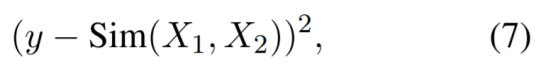 (y − Sim(X₁, X₂))², (7)